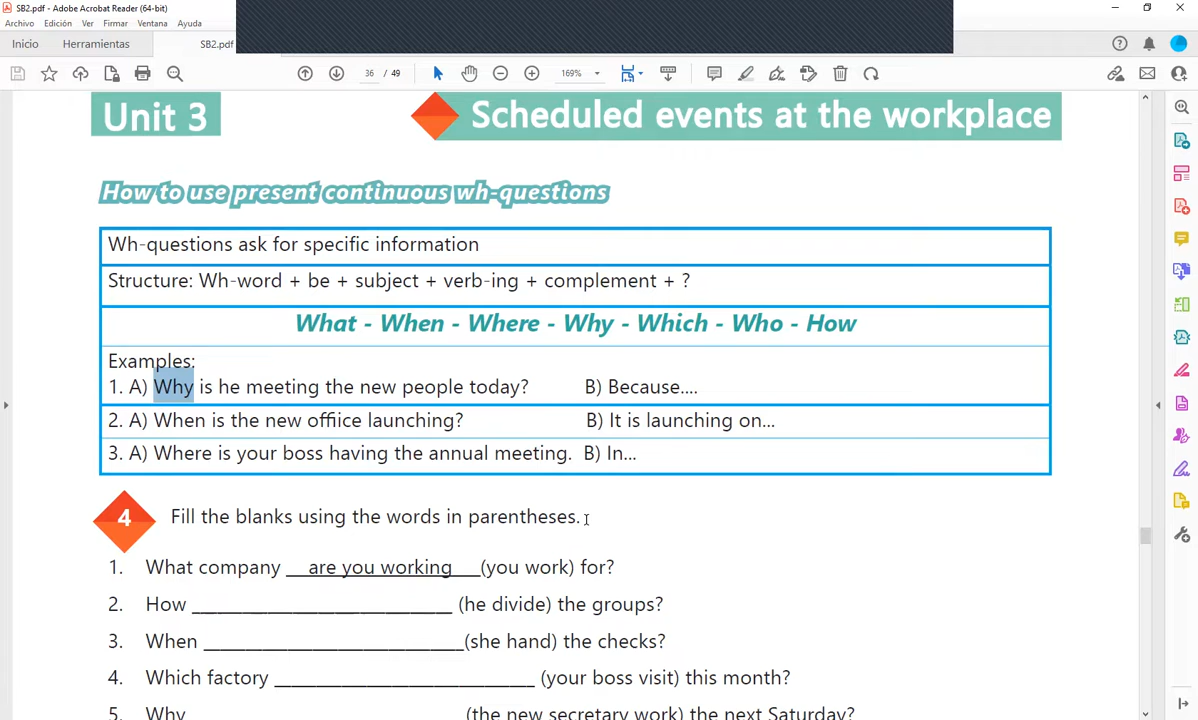 SB2.pdf - Adobe Acrobat Reader (64-bit)
Archivo Edición Ver Firmar Ventana Ayuda
Inicio Herramientas SB2.pdf
36 / 49 169%
Unit 3 Scheduled events at the workplace
How to use present continuous wh-questions
Wh-questions ask for specific information
Structure: Wh-word + be + subject + verb-ing + complement + ?
What - When - Where - Why - Which - Who - How
Examples:
1. A) Why is he meeting the new people today? B) Because....
2. A) When is the new office launching? B) It is launching on...
3. A) Where is your boss having the annual meeting. B) In...
4 Fill the blanks using the words in parentheses.
1. What company __are you working___(you work) for?
2. How ______________________ (he divide) the groups?
3. When ______________________(she hand) the checks?
4. Which factory ______________________ (your boss visit) this month?
5. Why ______________________ (the new secretary work) the next Saturday?